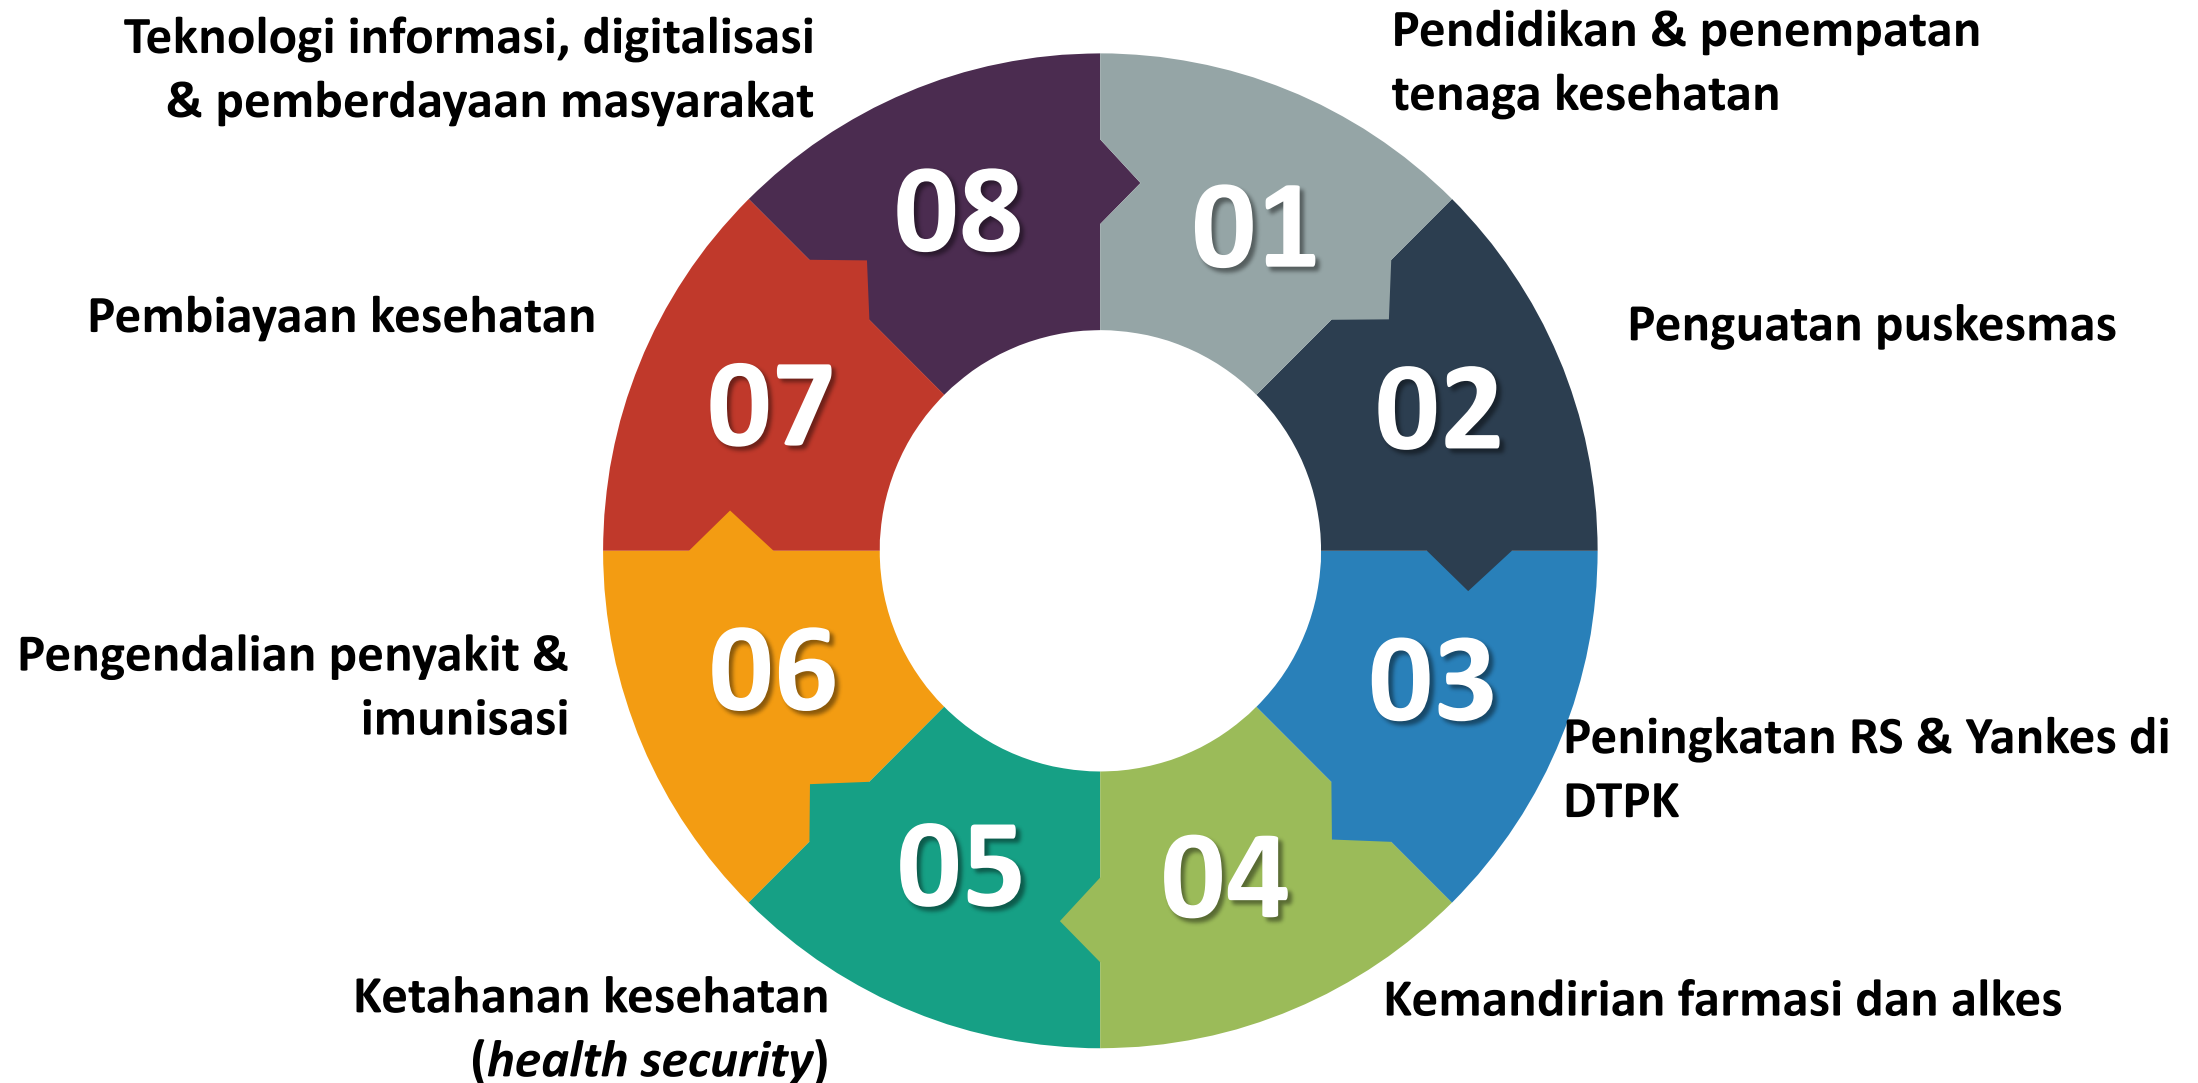 Teknologi informasi, digitalisasi
& pemberdayaan masyarakat
Pendidikan & penempatan
tenaga kesehatan
08
01
Pembiayaan kesehatan
Penguatan puskesmas
07
02
Pengendalian penyakit &
imunisasi
06
03
Peningkatan RS & Yankes di
DTPK
05
04
Ketahanan kesehatan
(health security)
Kemandirian farmasi dan alkes